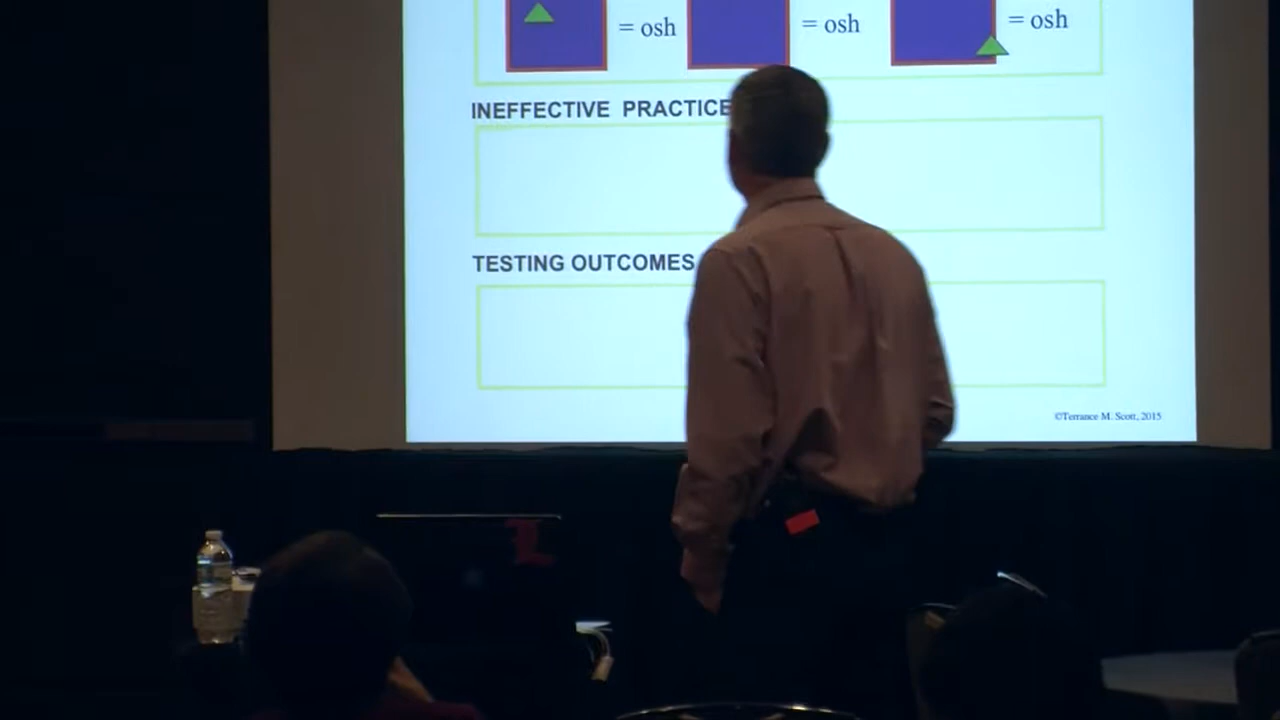 = osh = osh = osh
INEFFECTIVE PRACTICE
TESTING OUTCOMES
©Terrance M. Scott, 2015